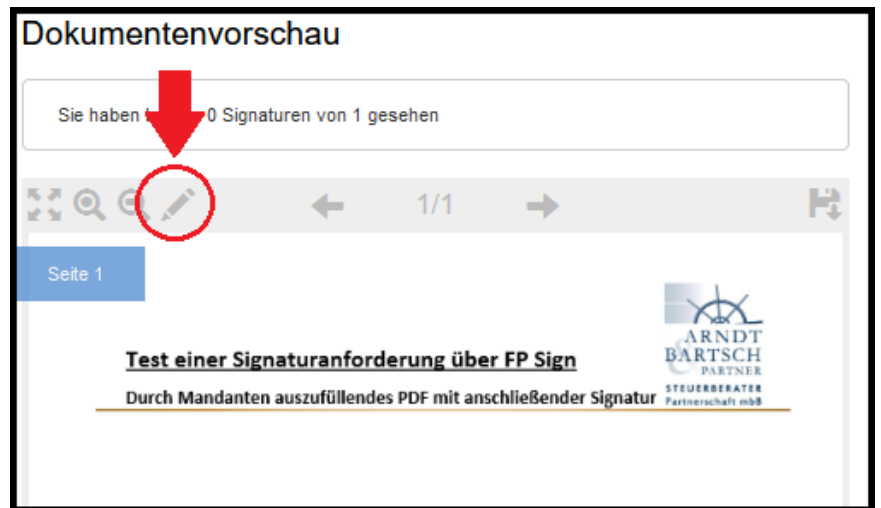 Dokumentenvorschau
Sie haben 0 Signaturen von 1 gesehen
1/1
Seite 1
ARNDT
BARTSCH
PARTNER
STEUERBERATER
Partnerschaft mbB
Test einer Signaturanforderung über FP Sign
Durch Mandanten auszufüllendes PDF mit anschließender Signatur